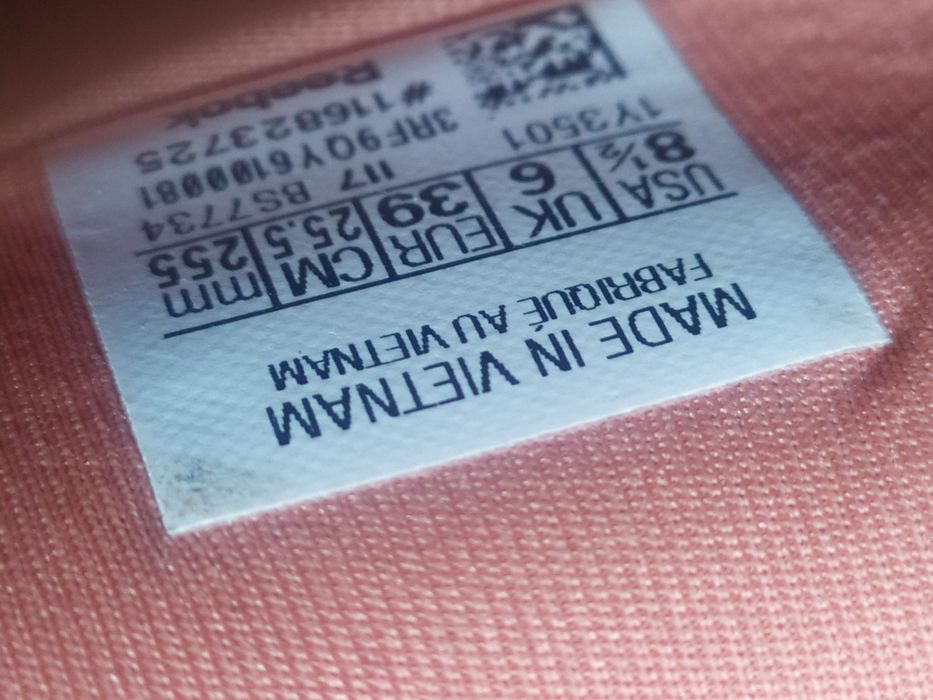 MADE IN VIETNAM
FABRIQUÉ AU VIETNAM
USA UK EUR CM mm
8½ 6 39 25.5 255
1Y3501 117 BS7734
3RF9QY6100081
#116823725
Reebok